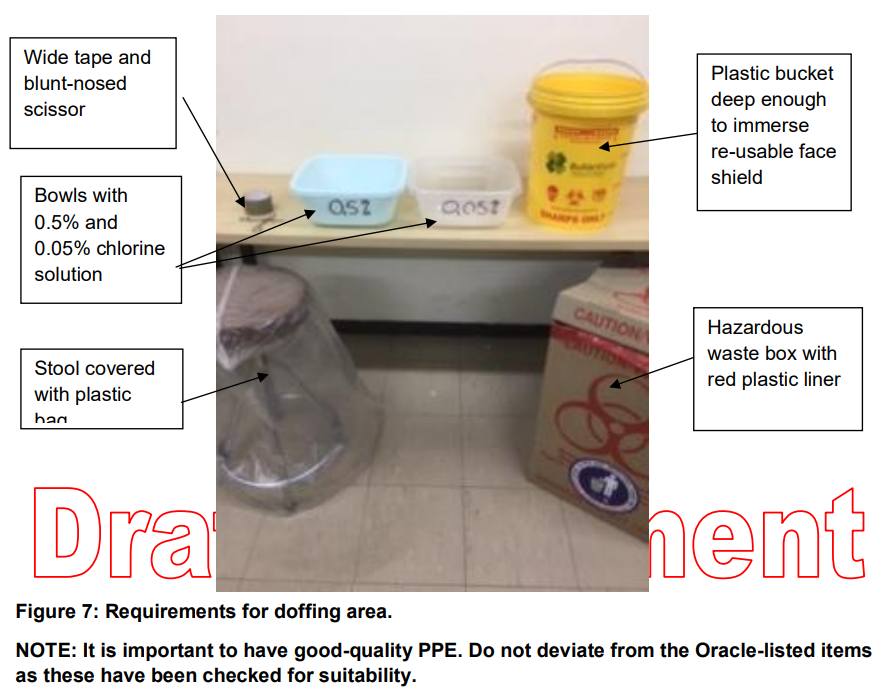 Wide tape and
blunt-nosed
scissor
Plastic bucket
deep enough
to immerse
re-usable face
shield
Bowls with
0.5% and
0.05% chlorine
solution
0,5%
0,05%
SHARPS ONLY
Stool covered
with plastic
bag
CAUTION
CAUTION
Hazardous
waste box with
red plastic liner
Figure 7: Requirements for doffing area.
NOTE: It is important to have good-quality PPE. Do not deviate from the Oracle-listed items
as these have been checked for suitability.